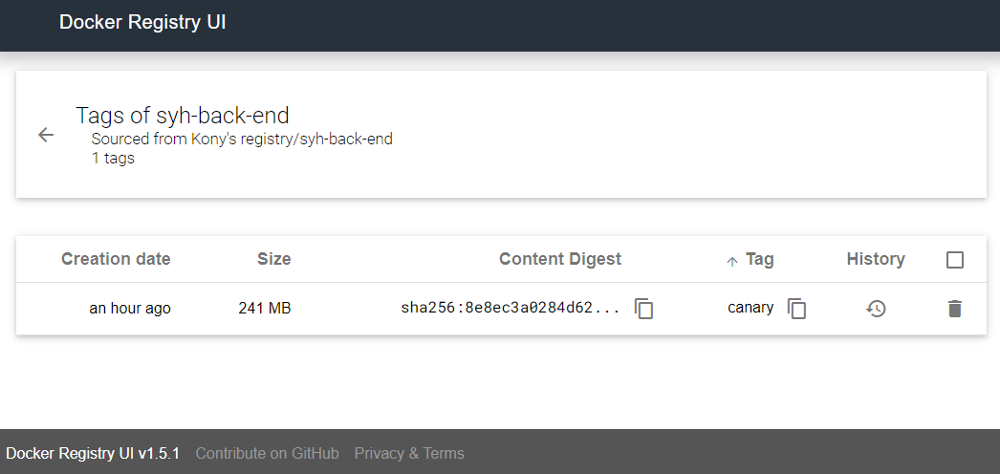 Docker Registry UI
Tags of syh-back-end
Sourced from Kony's registry/syh-back-end
1 tags
Creation date Size Content Digest Tag History
an hour ago 241 MB sha256:8e8ec3a0284d62... canary
Docker Registry UI v1.5.1 Contribute on GitHub Privacy & Terms